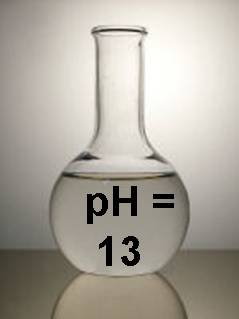 pH =
13